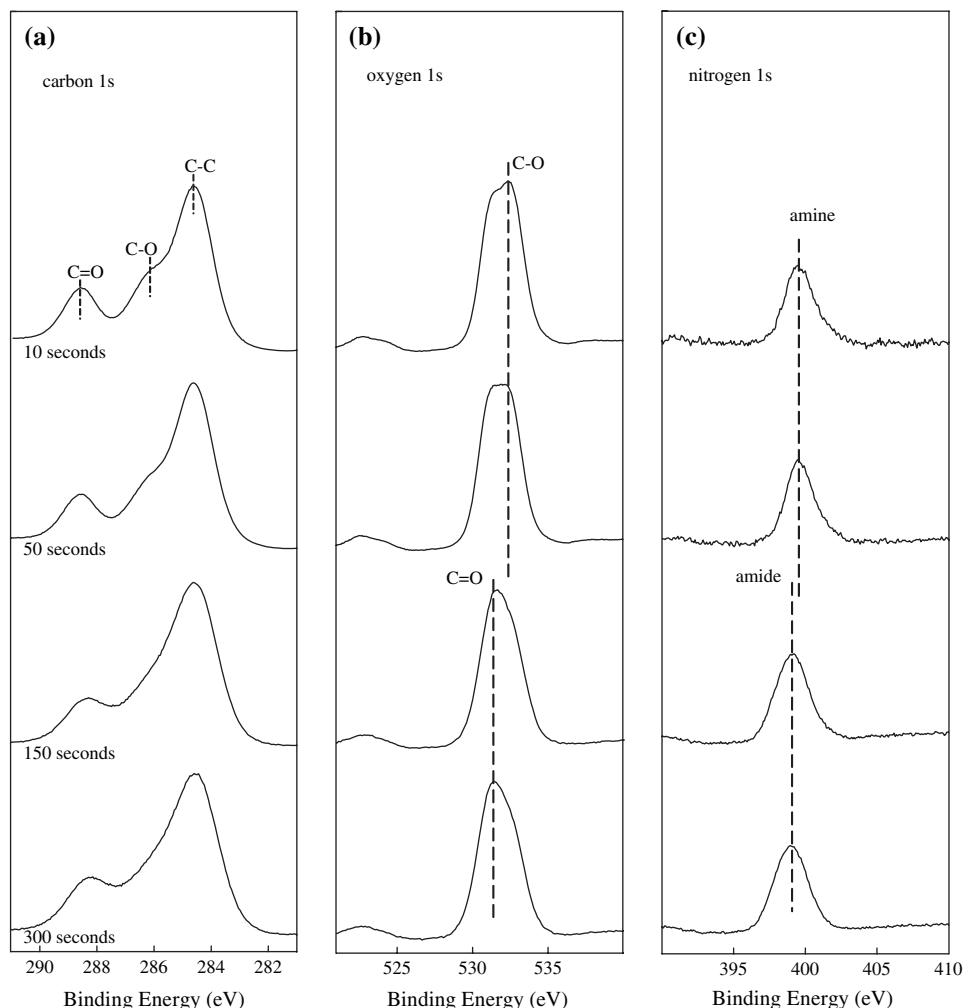 (a)
carbon 1s
C-C
C-O
C=O
10 seconds
50 seconds
150 seconds
300 seconds
290 288 286 284 282
Binding Energy (eV)
(b)
oxygen 1s
C-O
C=O
525 530 535
Binding Energy (eV)
(c)
nitrogen 1s
amine
amide
395 400 405 410
Binding Energy (eV)